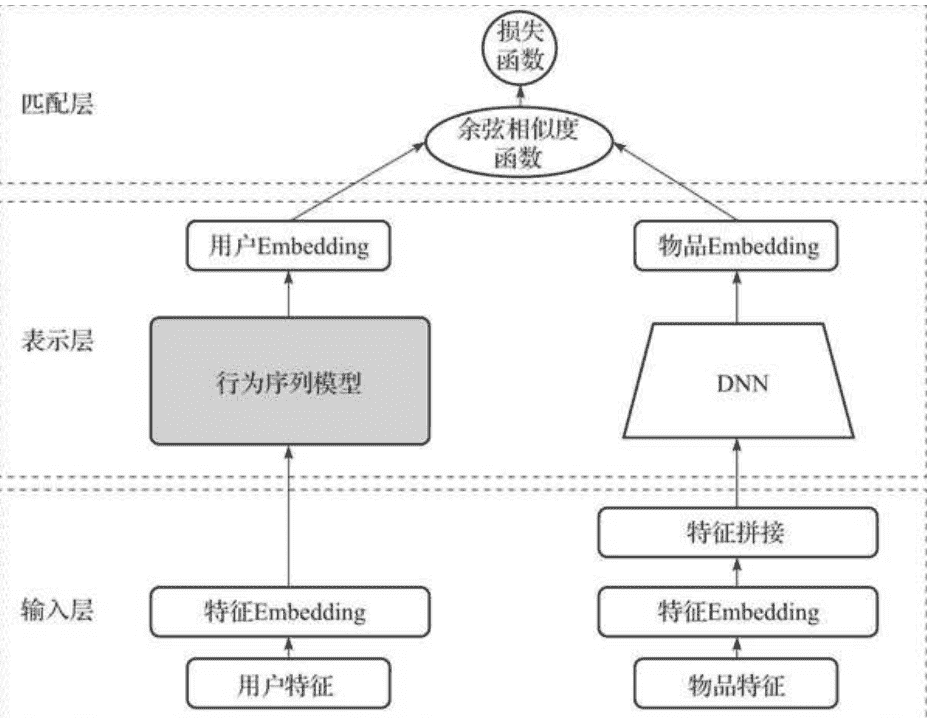 损失
函数
匹配层
余弦相似度
函数
用户Embedding
物品Embedding
表示层
行为序列模型
DNN
特征拼接
输入层
特征Embedding
特征Embedding
用户特征
物品特征